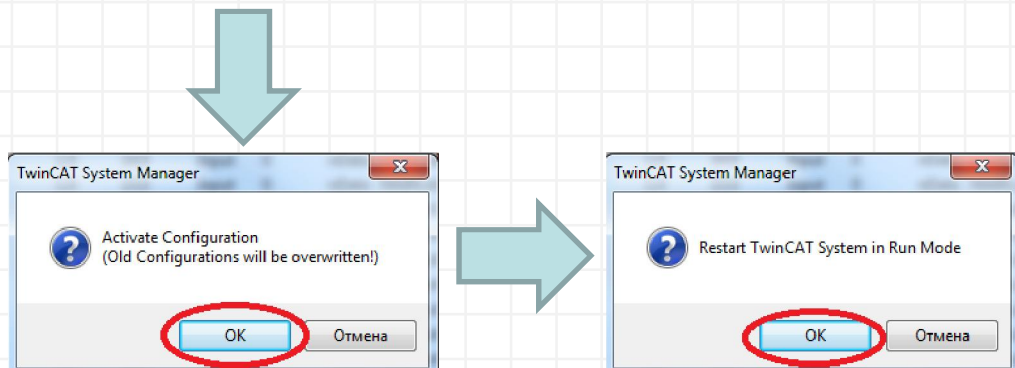 TwinCAT System Manager
Activate Configuration
(Old Configurations will be overwritten!)
OK
Отмена
TwinCAT System Manager
Restart TwinCAT System in Run Mode
OK
Отмена